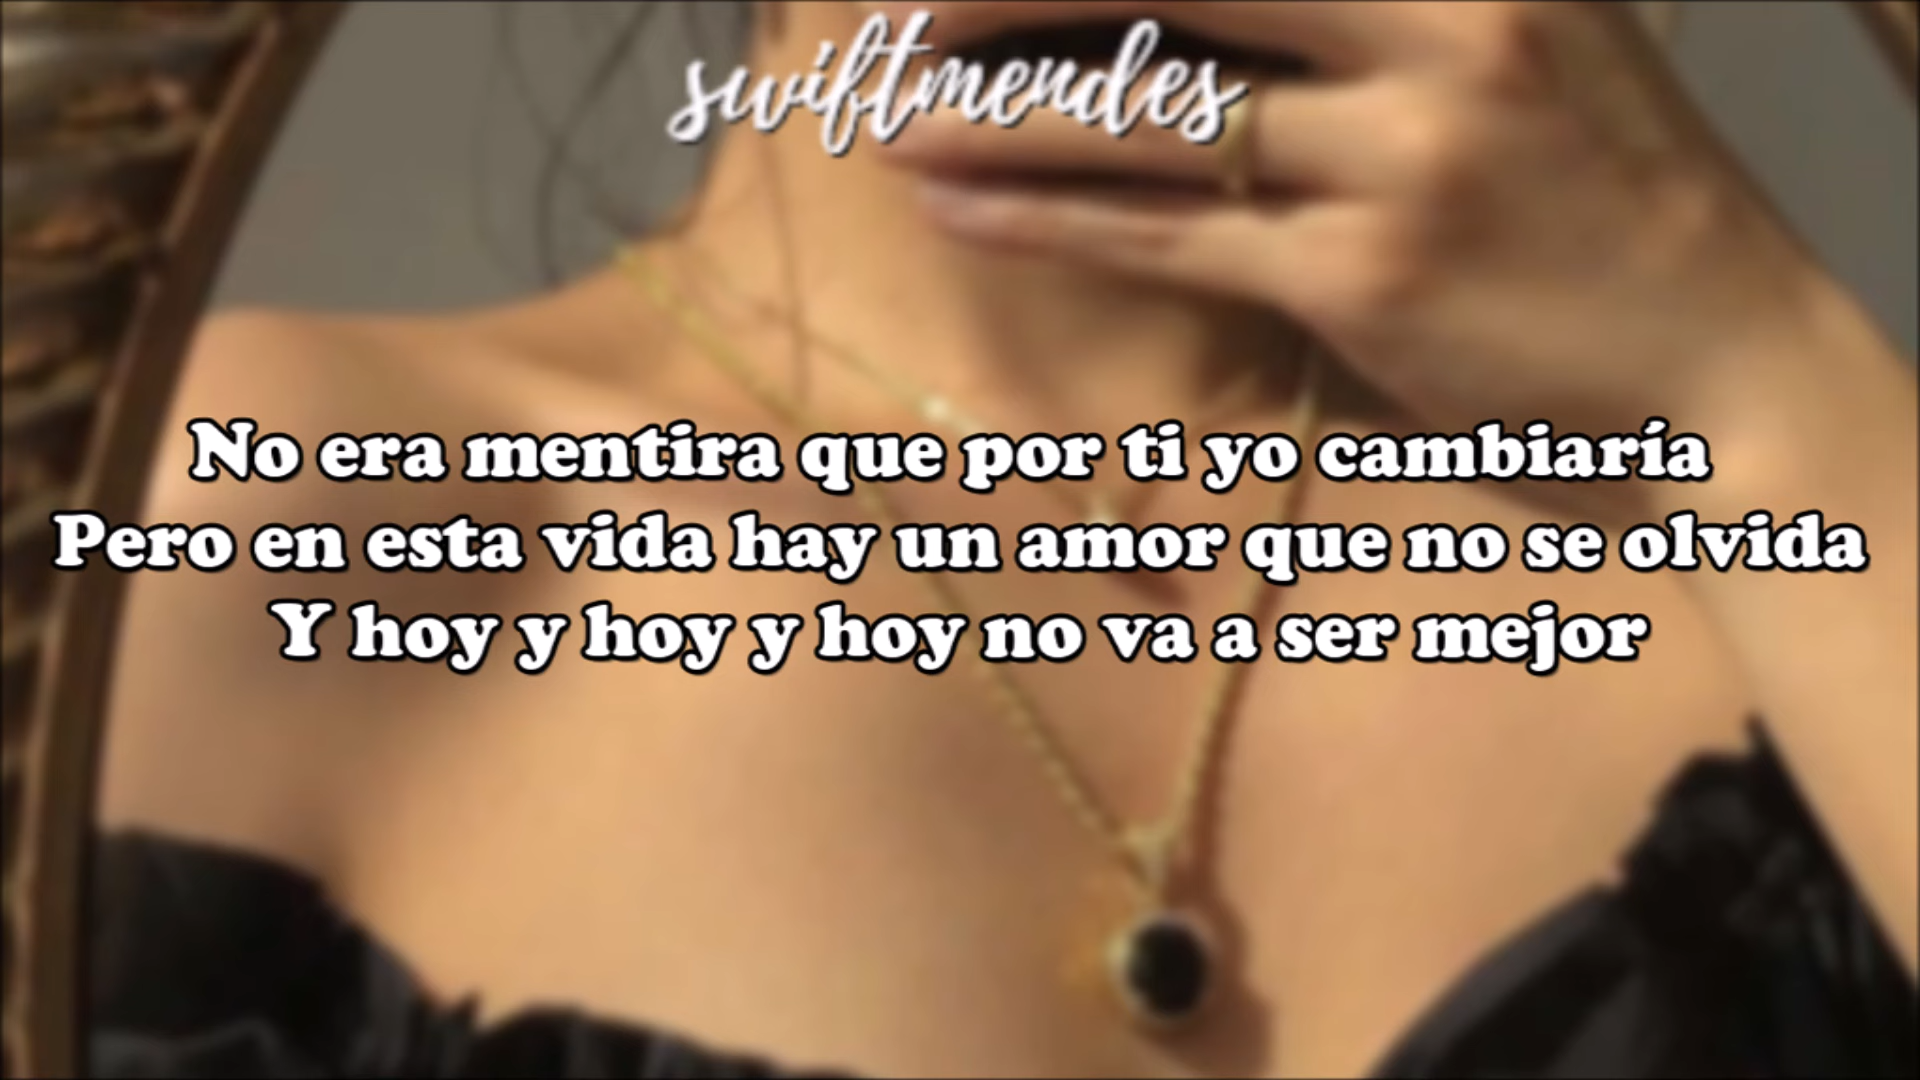 swiftmendes
No era mentira que por ti yo cambiaría
Pero en esta vida hay un amor que no se olvida
Y hoy y hoy y hoy no va a ser mejor